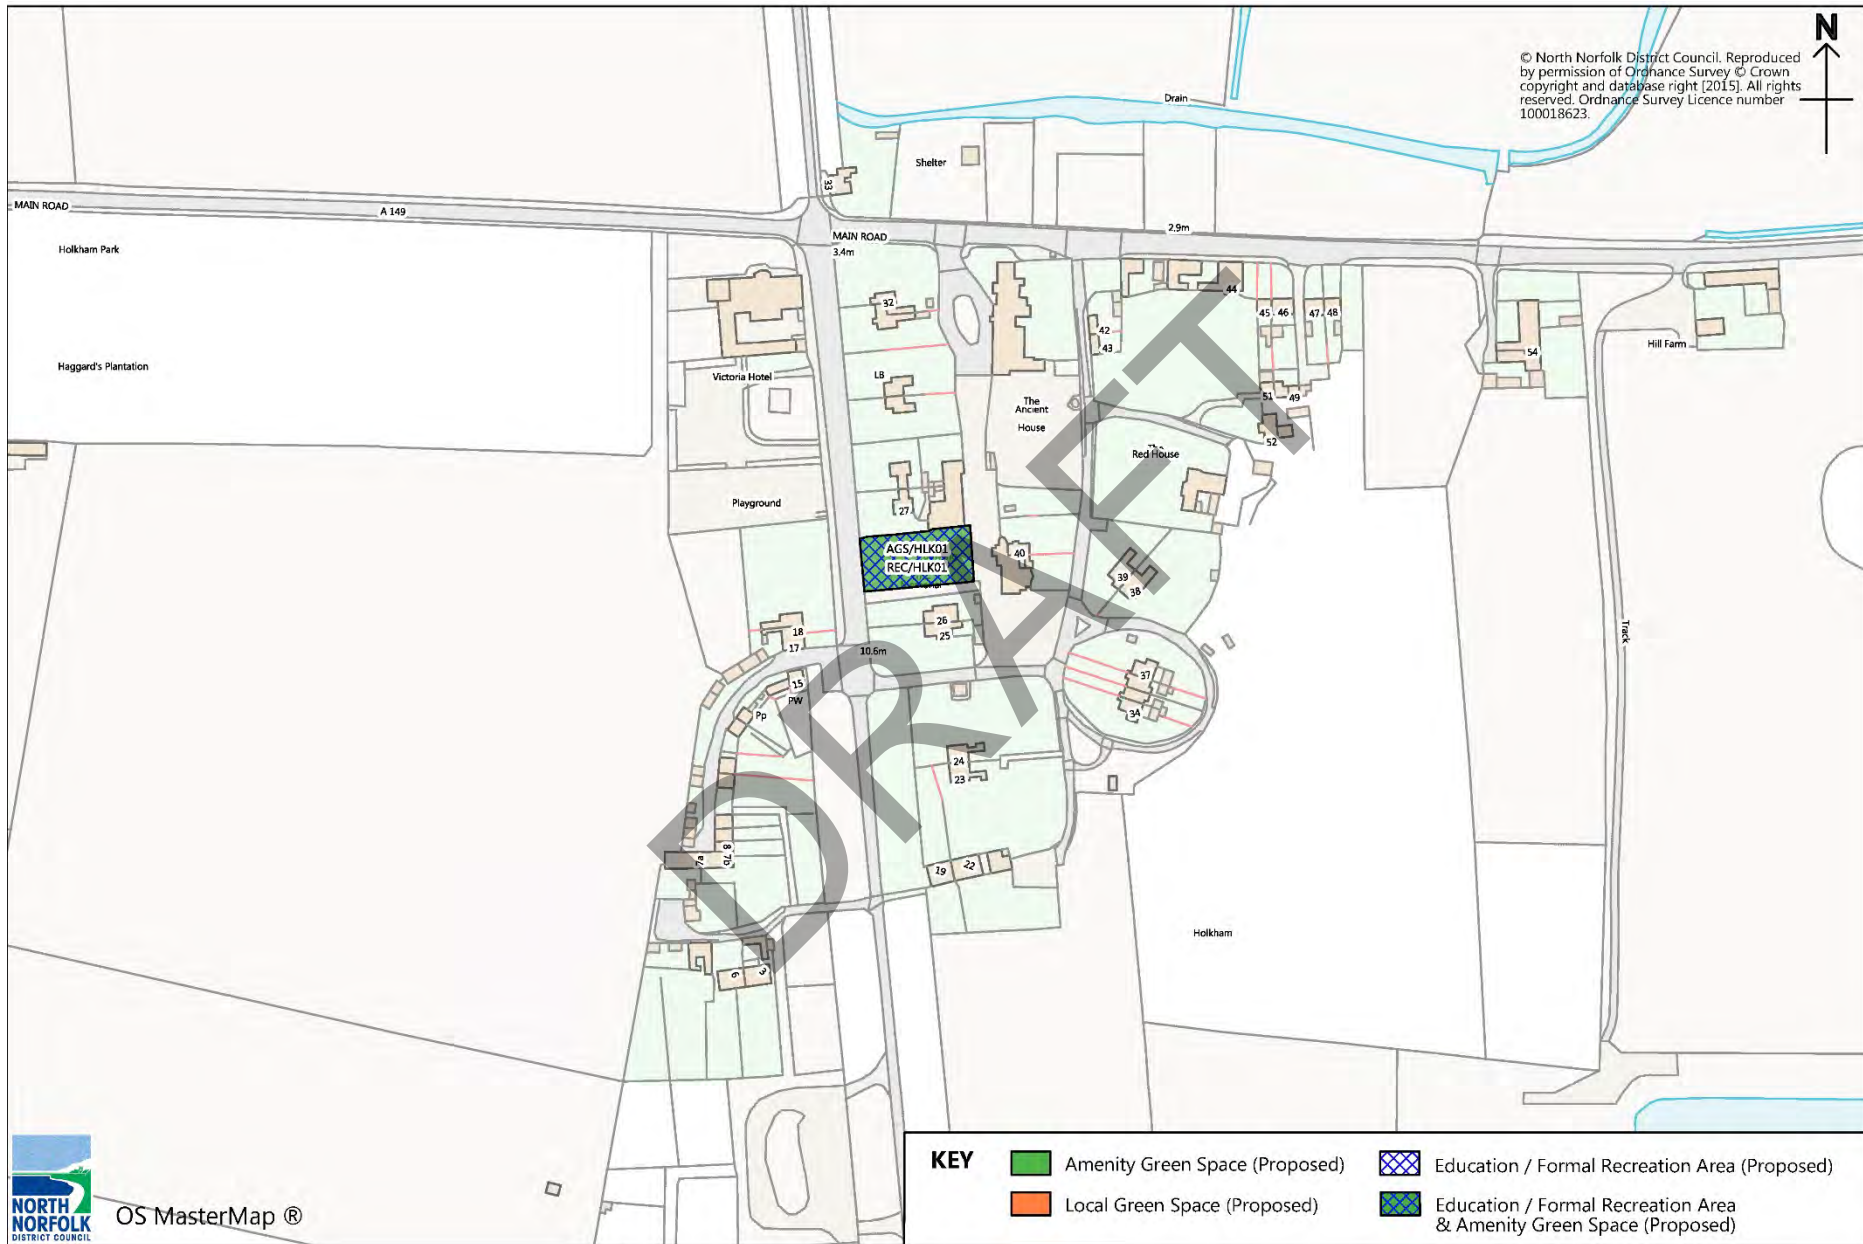 N
© North Norfolk District Council. Reproduced
by permission of Ordnance Survey © Crown
copyright and database right [2015]. All rights
reserved. Ordnance Survey Licence number
100018623.
Drain
Shelter
33
MAIN ROAD
A 149
MAIN ROAD
3.4m
2.9m
Holkham Park
32
44
45
46
47
48
42
43
54
Hill Farm
Haggard's Plantation
Victoria Hotel
LB
The
Ancient
House
51
49
52
Red House
Playground
27
AGS/HLK01
REC/HLK01
40
39
38
26
25
18
17
10.6m
Track
37
34
15
PW
Pp
24
23
8
7b
7a
19
22
Holkham
6
3
DRAFT
KEY
Amenity Green Space (Proposed)
Local Green Space (Proposed)
Education / Formal Recreation Area (Proposed)
Education / Formal Recreation Area
& Amenity Green Space (Proposed)
NORTH
NORFOLK
DISTRICT COUNCIL
OS MasterMap ®